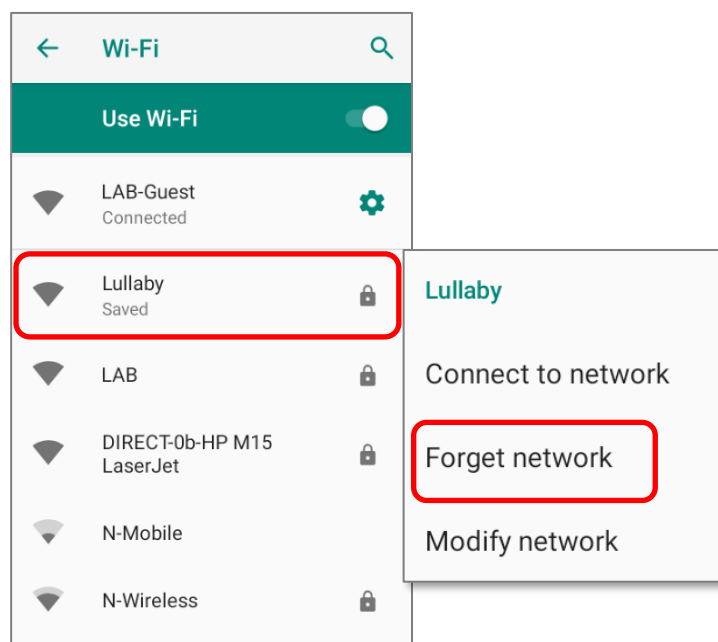 Wi-Fi
Use Wi-Fi
LAB-Guest
Connected
Lullaby
Saved
LAB
DIRECT-0b-HP M15
LaserJet
N-Mobile
N-Wireless
Lullaby
Connect to network
Forget network
Modify network